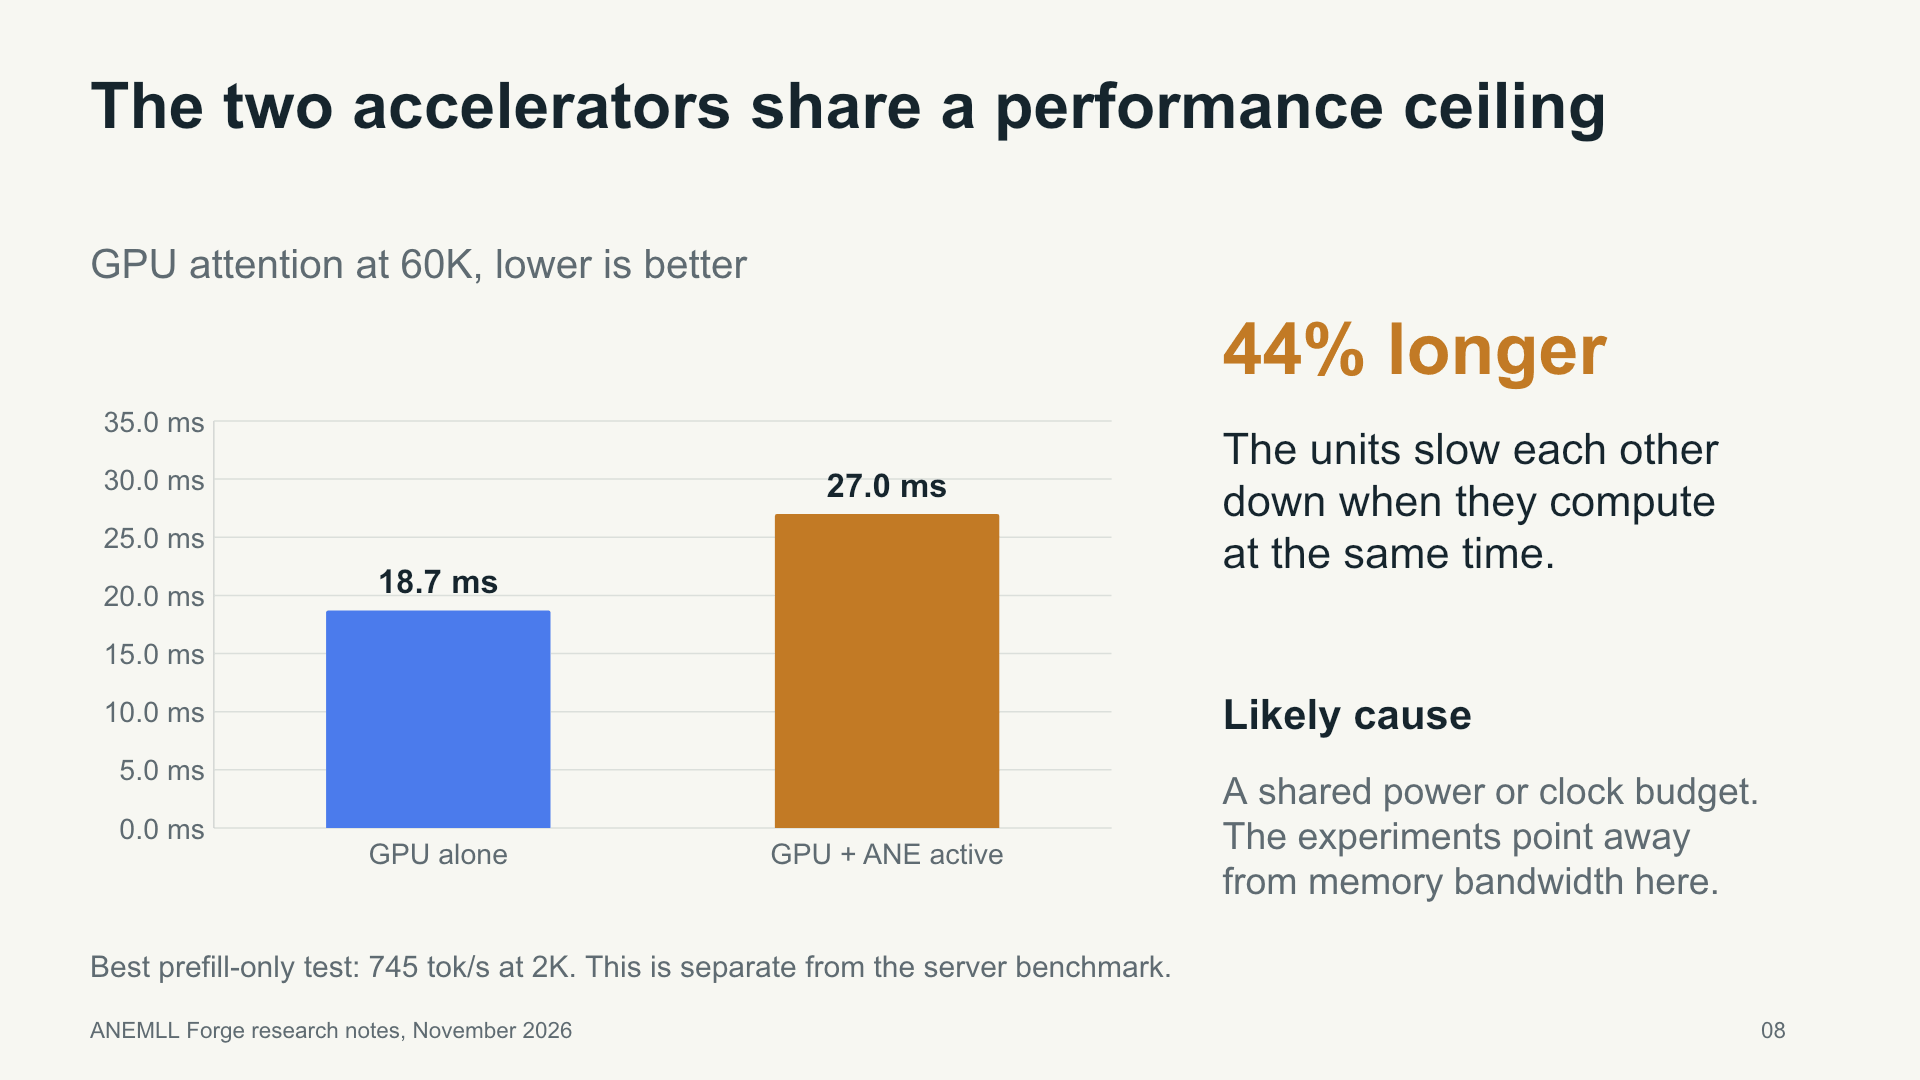 The two accelerators share a performance ceiling
GPU attention at 60K, lower is better
35.0 ms
30.0 ms
25.0 ms
20.0 ms
15.0 ms
10.0 ms
5.0 ms
0.0 ms
18.7 ms
27.0 ms
GPU alone
GPU + ANE active
44% longer
The units slow each other
down when they compute
at the same time.
Likely cause
A shared power or clock budget.
The experiments point away
from memory bandwidth here.
Best prefill-only test: 745 tok/s at 2K. This is separate from the server benchmark.
ANEMLL Forge research notes, November 2026
08